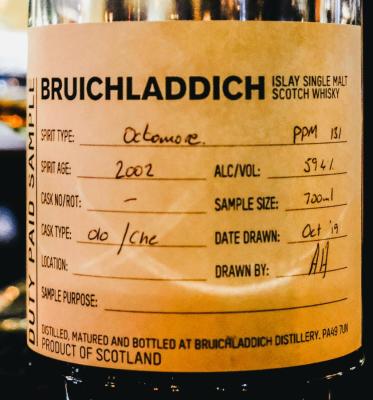 BRUICHLADDICH ISLAY SINGLE MALT
SCOTCH WHISKY
DUTY PAID SAMPLE
SPIRIT TYPE: Octomore. PPM 131
SPIRIT AGE: 2002 ALC/VOL: 59.4%
CASK NO/ROT: - SAMPLE SIZE: 700ml
CASK TYPE: olo / Che DATE DRAWN: Oct '19
LOCATION: DRAWN BY: AH
SAMPLE PURPOSE:
DISTILLED, MATURED AND BOTTLED AT BRUICHLADDICH DISTILLERY. PA49 7UN
PRODUCT OF SCOTLAND